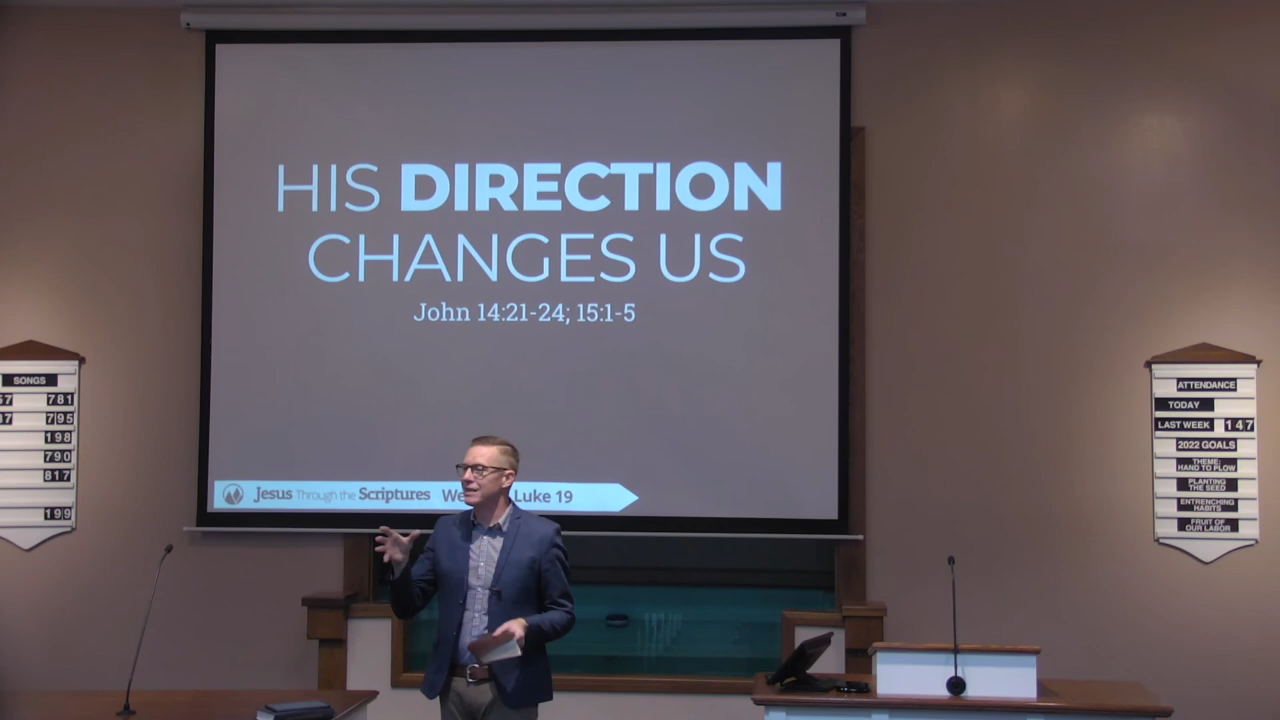 HIS DIRECTION
CHANGES US
John 14:21-24; 15:1-5
Jesus Through the Scriptures Luke 19
SONGS
781
795
198
790
817
199
ATTENDANCE
TODAY
LAST WEEK 147
2022 GOALS
THEME:
HAND TO PLOW
PLANTING
THE SEED
ENTRENCHING
HABITS
FRUIT OF
OUR LABOR